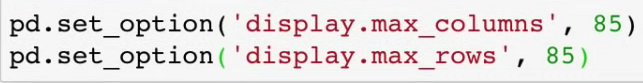 pd.set_option('display.max_columns', 85)
pd.set_option('display.max_rows', 85)